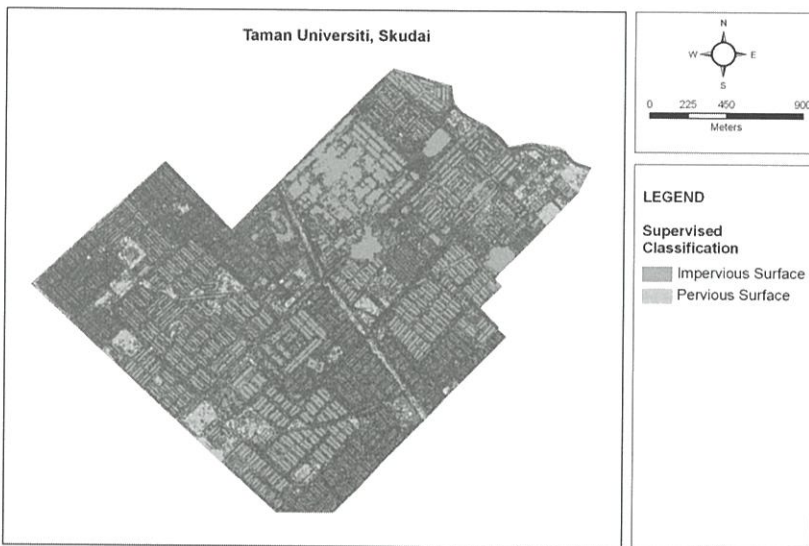 Taman Universiti, Skudai
N
W E
S
0 225 450 900
Meters
LEGEND
Supervised
Classification
Impervious Surface
Pervious Surface